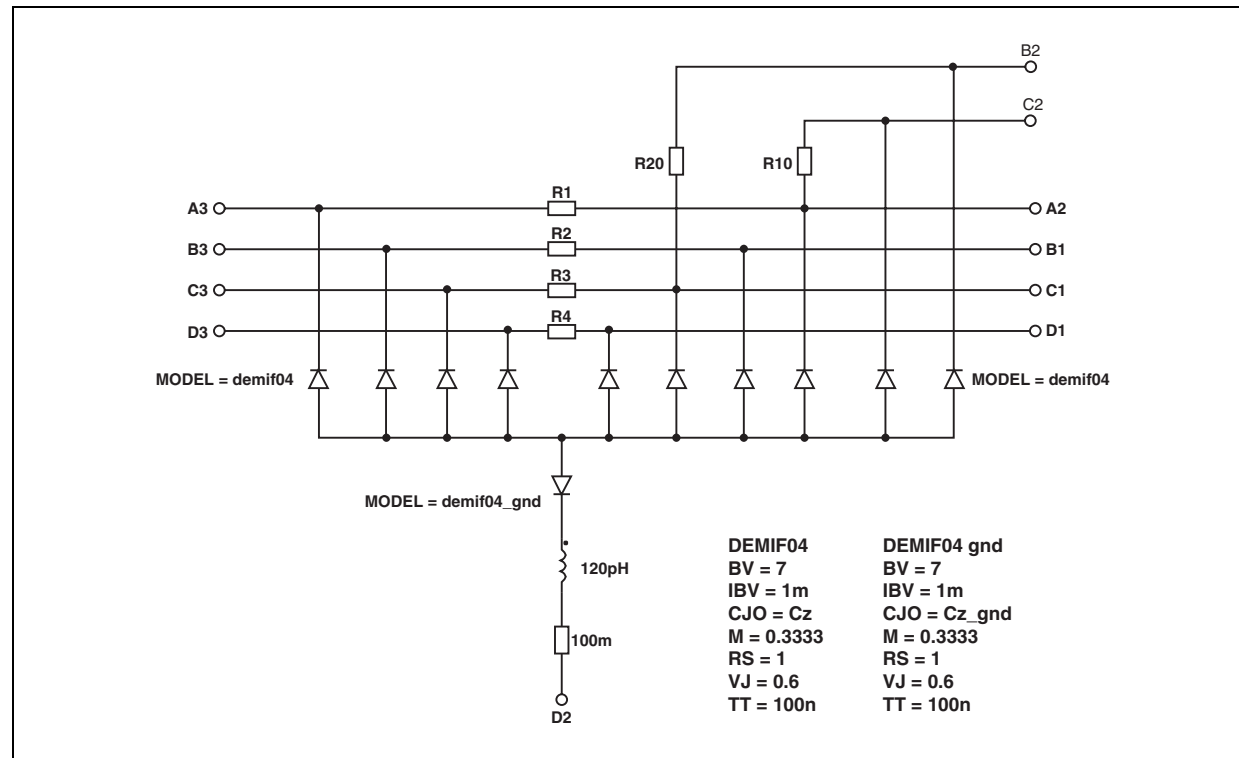 B2
C2
R20
R10
R1
A3
A2
R2
B3
B1
R3
C3
C1
R4
D3
D1
MODEL = demif04
MODEL = demif04
MODEL = demif04_gnd
120pH
100m
D2
DEMIF04
BV = 7
IBV = 1m
CJO = Cz
M = 0.3333
RS = 1
VJ = 0.6
TT = 100n
DEMIF04 gnd
BV = 7
IBV = 1m
CJO = Cz_gnd
M = 0.3333
RS = 1
VJ = 0.6
TT = 100n